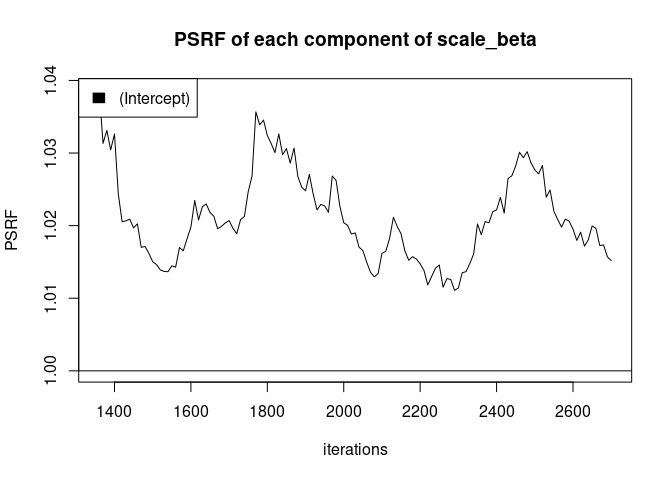 PSRF of each component of scale_beta
(Intercept)
PSRF
1.04
1.03
1.02
1.01
1.00
1400 1600 1800 2000 2200 2400 2600
iterations